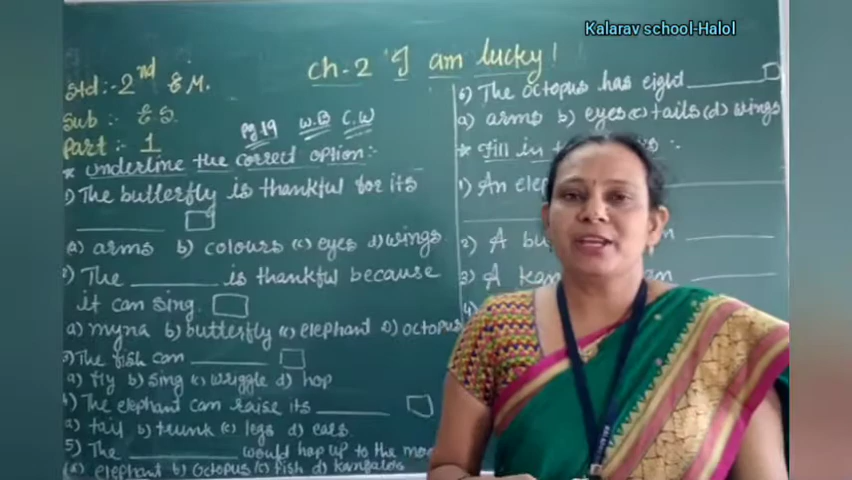 Kalarav school-Halol
Std:- 2nd E.M.
Sub :- E.S.
Part :- 1
ch-2 "I am lucky!
Pg.19 W.B C.W
* underline the correct option:-
1) The butterfly is thankful for its
(a) arms b) colours (c) eyes d) wings
2) The ______ is thankful because
it can sing.
a) myna b) butterfly (c) elephant d) octopus
3) The fish can ______
a) fly b) sing (c) wriggle d) hop
4) The elephant can raise its ______
a) tail b) trunk (c) legs d) ears.
5) The ______ would hop up to the
(a) elephant b) octopus (c) fish d) kangaroo
6) The octopus has eight ______
a) arms b) eyes (c) tails (d) wings
* Fill in
1) An
2) A
3) A
4)